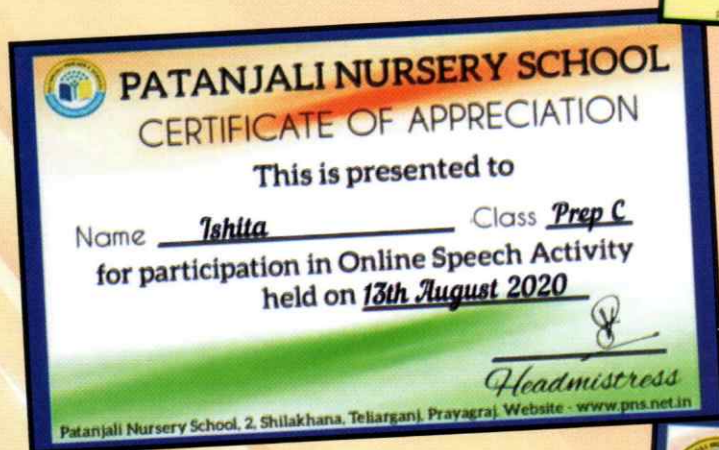 PATANJALI NURSERY SCHOOL
CERTIFICATE OF APPRECIATION
This is presented to
Name Ishita Class Prep C
for participation in Online Speech Activity
held on 13th August 2020
Headmistress
Patanjali Nursery School, 2, Shilakhana, Teliarganj, Prayagraj. Website - www.pns.net.in